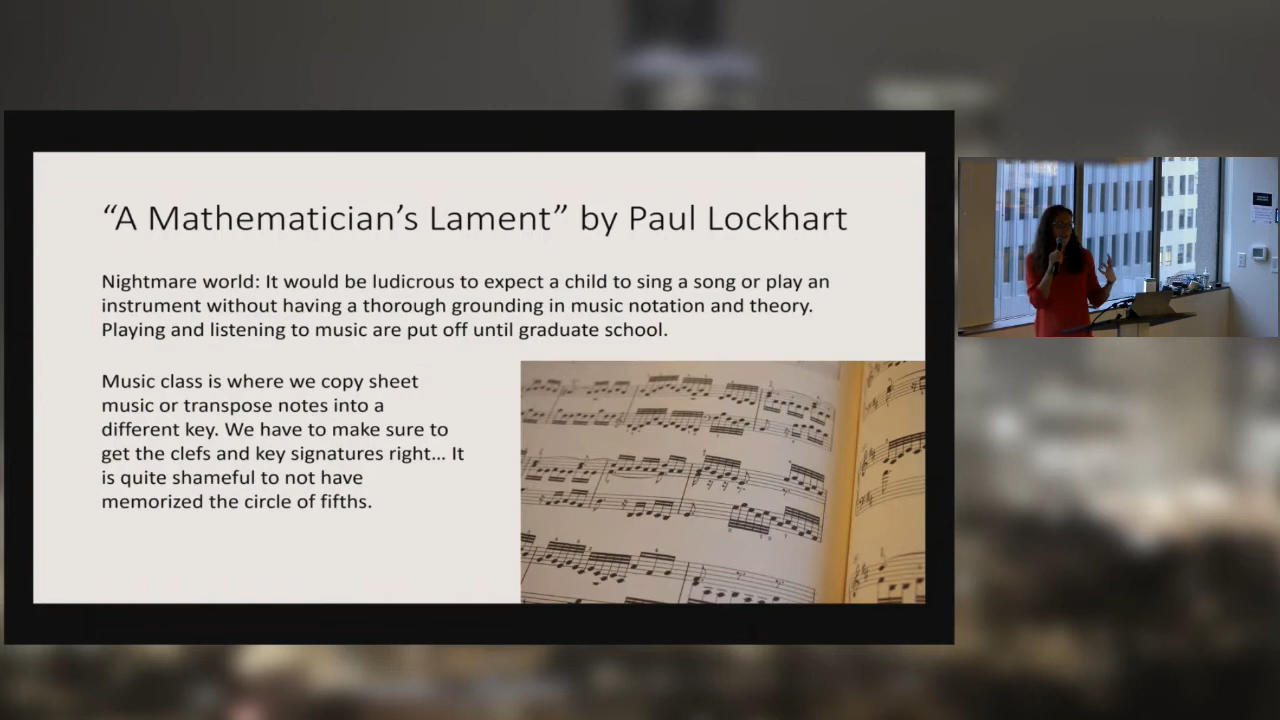 “A Mathematician’s Lament” by Paul Lockhart
Nightmare world: It would be ludicrous to expect a child to sing a song or play an
instrument without having a thorough grounding in music notation and theory.
Playing and listening to music are put off until graduate school.
Music class is where we copy sheet
music or transpose notes into a
different key. We have to make sure to
get the clefs and key signatures right... It
is quite shameful to not have
memorized the circle of fifths.